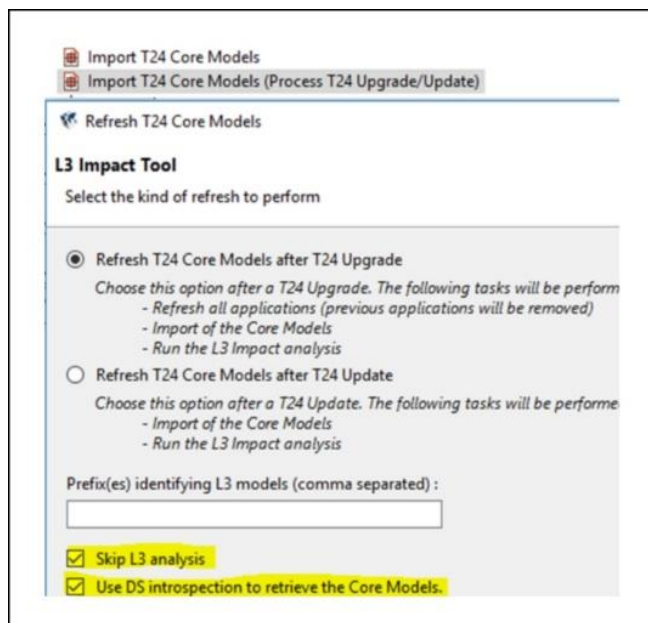 Import T24 Core Models
Import T24 Core Models (Process T24 Upgrade/Update)
Refresh T24 Core Models
L3 Impact Tool
Select the kind of refresh to perform
Refresh T24 Core Models after T24 Upgrade
Choose this option after a T24 Upgrade. The following tasks will be perform
- Refresh all applications (previous applications will be removed)
- Import of the Core Models
- Run the L3 Impact analysis
Refresh T24 Core Models after T24 Update
Choose this option after a T24 Update. The following tasks will be performe
- Import of the Core Models
- Run the L3 Impact analysis
Prefix(es) identifying L3 models (comma separated) :
Skip L3 analysis
Use DS introspection to retrieve the Core Models.